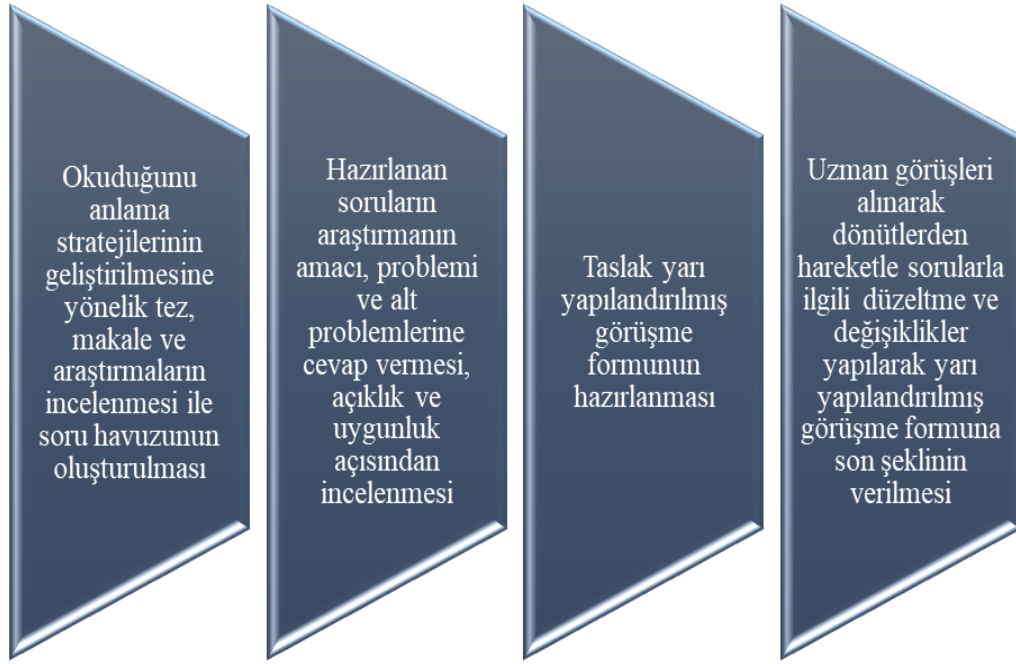 Okuduğunu
anlama
stratejilerinin
geliştirilmesine
yönelik tez,
makale ve
araştırmaların
incelenmesi ile
soru havuzunun
oluşturulması
Hazırlanan
soruların
araştırmanın
amacı, problemi
ve alt
problemlerine
cevap vermesi,
açıklık ve
uygunluk
açısından
incelenmesi
Taslak yarı
yapılandırılmış
görüşme
formunun
hazırlanması
Uzman görüşleri
alınarak
dönütlerden
hareketle sorularla
ilgili düzeltme ve
değişiklikler
yapılarak yarı
yapılandırılmış
görüşme formuna
son şeklinin
verilmesi